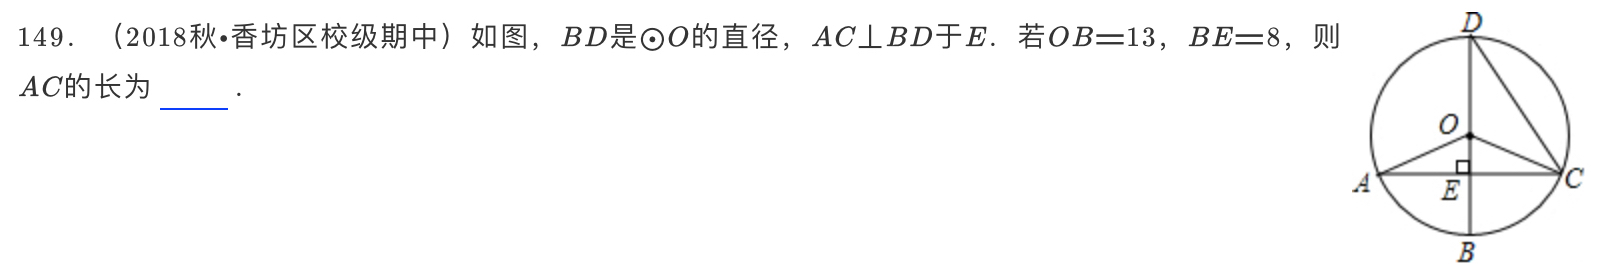 149. （2018秋•香坊区校级期中）如图，BD是⊙O的直径，AC⊥BD于E．若OB＝13，BE＝8，则
AC的长为 ____ ．
D
O
A
E
C
B